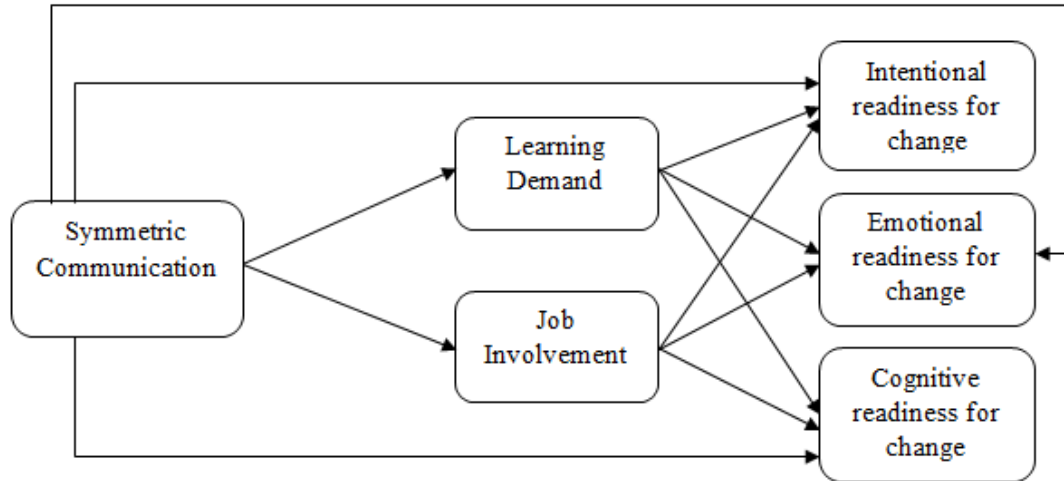 Symmetric
Communication
Learning
Demand
Job
Involvement
Intentional
readiness for
change
Emotional
readiness for
change
Cognitive
readiness for
change